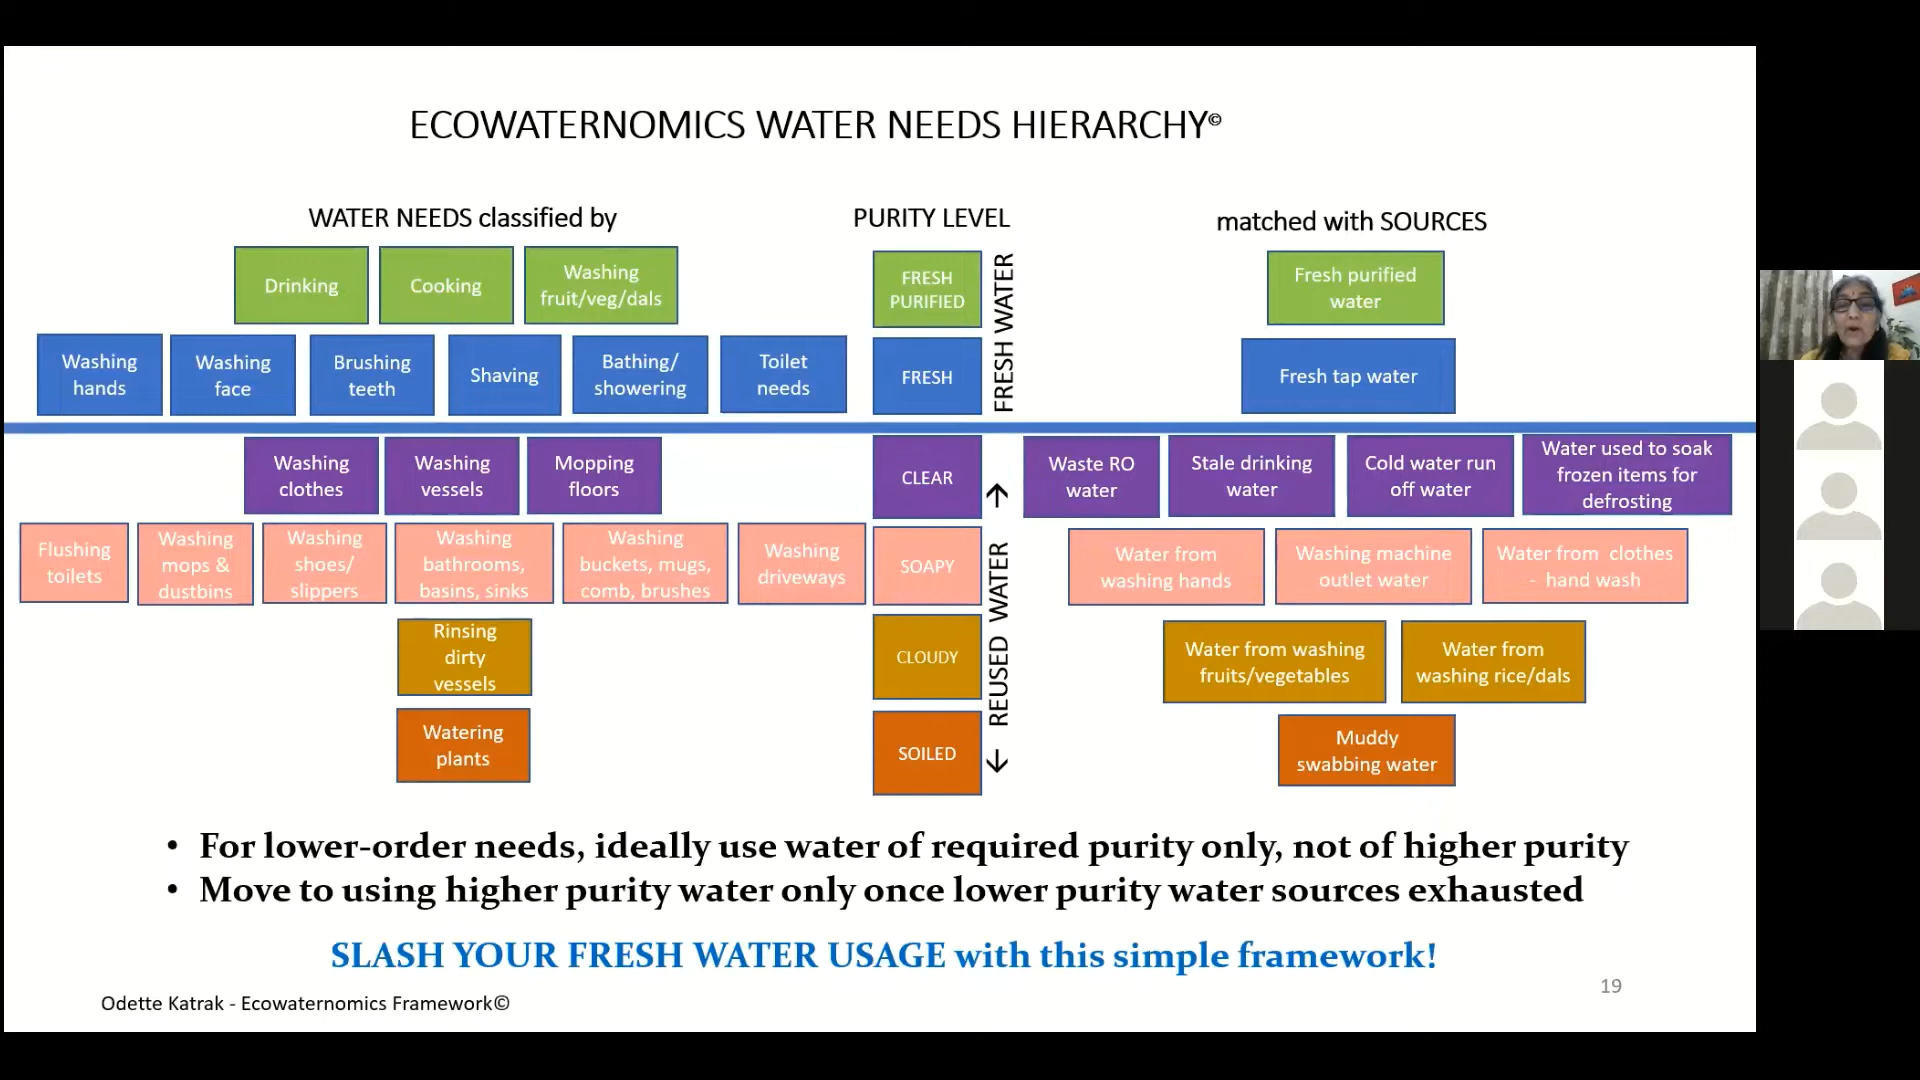 ECOWATERNOMICS WATER NEEDS HIERARCHY©
WATER NEEDS classified by
PURITY LEVEL
matched with SOURCES
Drinking
Cooking
Washing
fruit/veg/dals
FRESH
PURIFIED
FRESH WATER
Fresh purified
water
Washing
hands
Washing
face
Brushing
teeth
Shaving
Bathing/
showering
Toilet
needs
FRESH
Fresh tap water
Washing
clothes
Washing
vessels
Mopping
floors
CLEAR
Waste RO
water
Stale drinking
water
Cold water run
off water
Water used to soak
frozen items for
defrosting
Flushing
toilets
Washing
mops &
dustbins
Washing
shoes/
slippers
Washing
bathrooms,
basins, sinks
Washing
buckets, mugs,
comb, brushes
Washing
driveways
SOAPY
← REUSED WATER →
Water from
washing hands
Washing machine
outlet water
Water from clothes
- hand wash
Rinsing
dirty
vessels
CLOUDY
Water from washing
fruits/vegetables
Water from
washing rice/dals
Watering
plants
SOILED
Muddy
swabbing water
• For lower-order needs, ideally use water of required purity only, not of higher purity
• Move to using higher purity water only once lower purity water sources exhausted
SLASH YOUR FRESH WATER USAGE with this simple framework!
Odette Katrak - Ecowaternomics Framework©
19